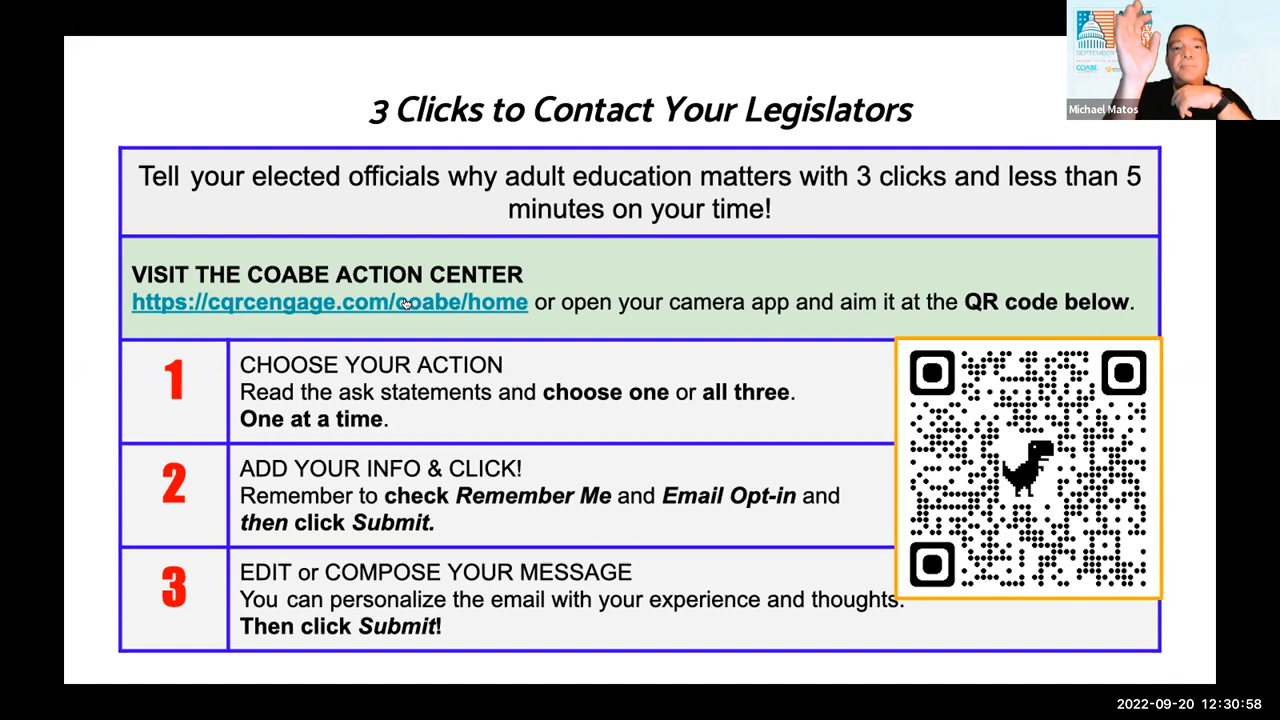 SEPTEMBER
COABE
Michael Matos
3 Clicks to Contact Your Legislators
Tell your elected officials why adult education matters with 3 clicks and less than 5
minutes on your time!
VISIT THE COABE ACTION CENTER
https://cqrcengage.com/coabe/home or open your camera app and aim it at the QR code below.
1
CHOOSE YOUR ACTION
Read the ask statements and choose one or all three.
One at a time.
2
ADD YOUR INFO & CLICK!
Remember to check Remember Me and Email Opt-in and
then click Submit.
3
EDIT or COMPOSE YOUR MESSAGE
You can personalize the email with your experience and thoughts.
Then click Submit!
2022-09-20 12:30:58